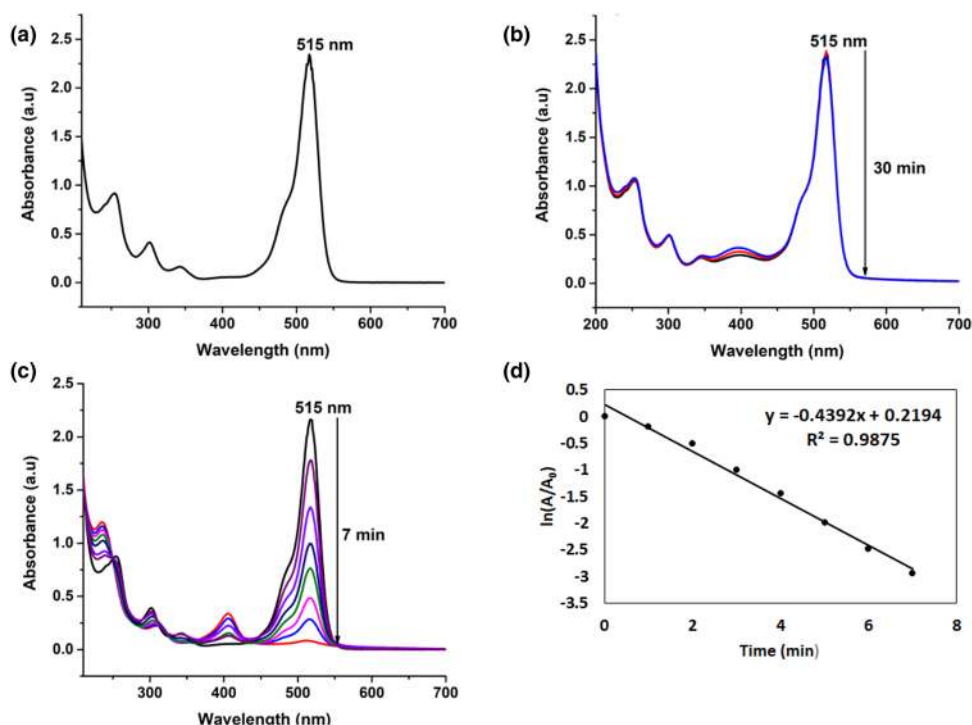 (a)
515 nm
Absorbance (a.u)
2.5
2.0
1.5
1.0
0.5
0.0
300 400 500 600 700
Wavelength (nm)
(b)
515 nm
30 min
Absorbance (a.u)
2.5
2.0
1.5
1.0
0.5
0.0
200 300 400 500 600 700
Wavelength (nm)
(c)
515 nm
7 min
Absorbance (a.u)
2.5
2.0
1.5
1.0
0.5
0.0
300 400 500 600 700
Wavelength (nm)
(d)
y = -0.4392x + 0.2194
R² = 0.9875
ln(A/A₀)
0.5
0
-0.5
-1
-1.5
-2
-2.5
-3
-3.5
0 2 4 6 8
Time (min)